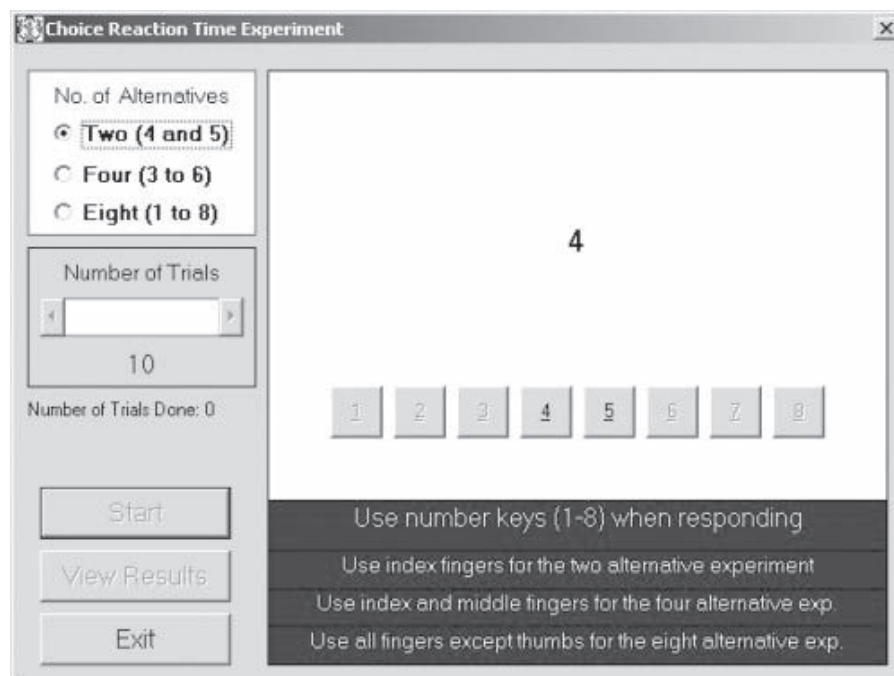 Choice Reaction Time Experiment
No. of Alternatives
Two (4 and 5)
Four (3 to 6)
Eight (1 to 8)
Number of Trials
10
Number of Trials Done: 0
Start
View Results
Exit
4
1 2 3 4 5 6 7 8
Use number keys (1-8) when responding
Use index fingers for the two alternative experiment
Use index and middle fingers for the four alternative exp.
Use all fingers except thumbs for the eight alternative exp.